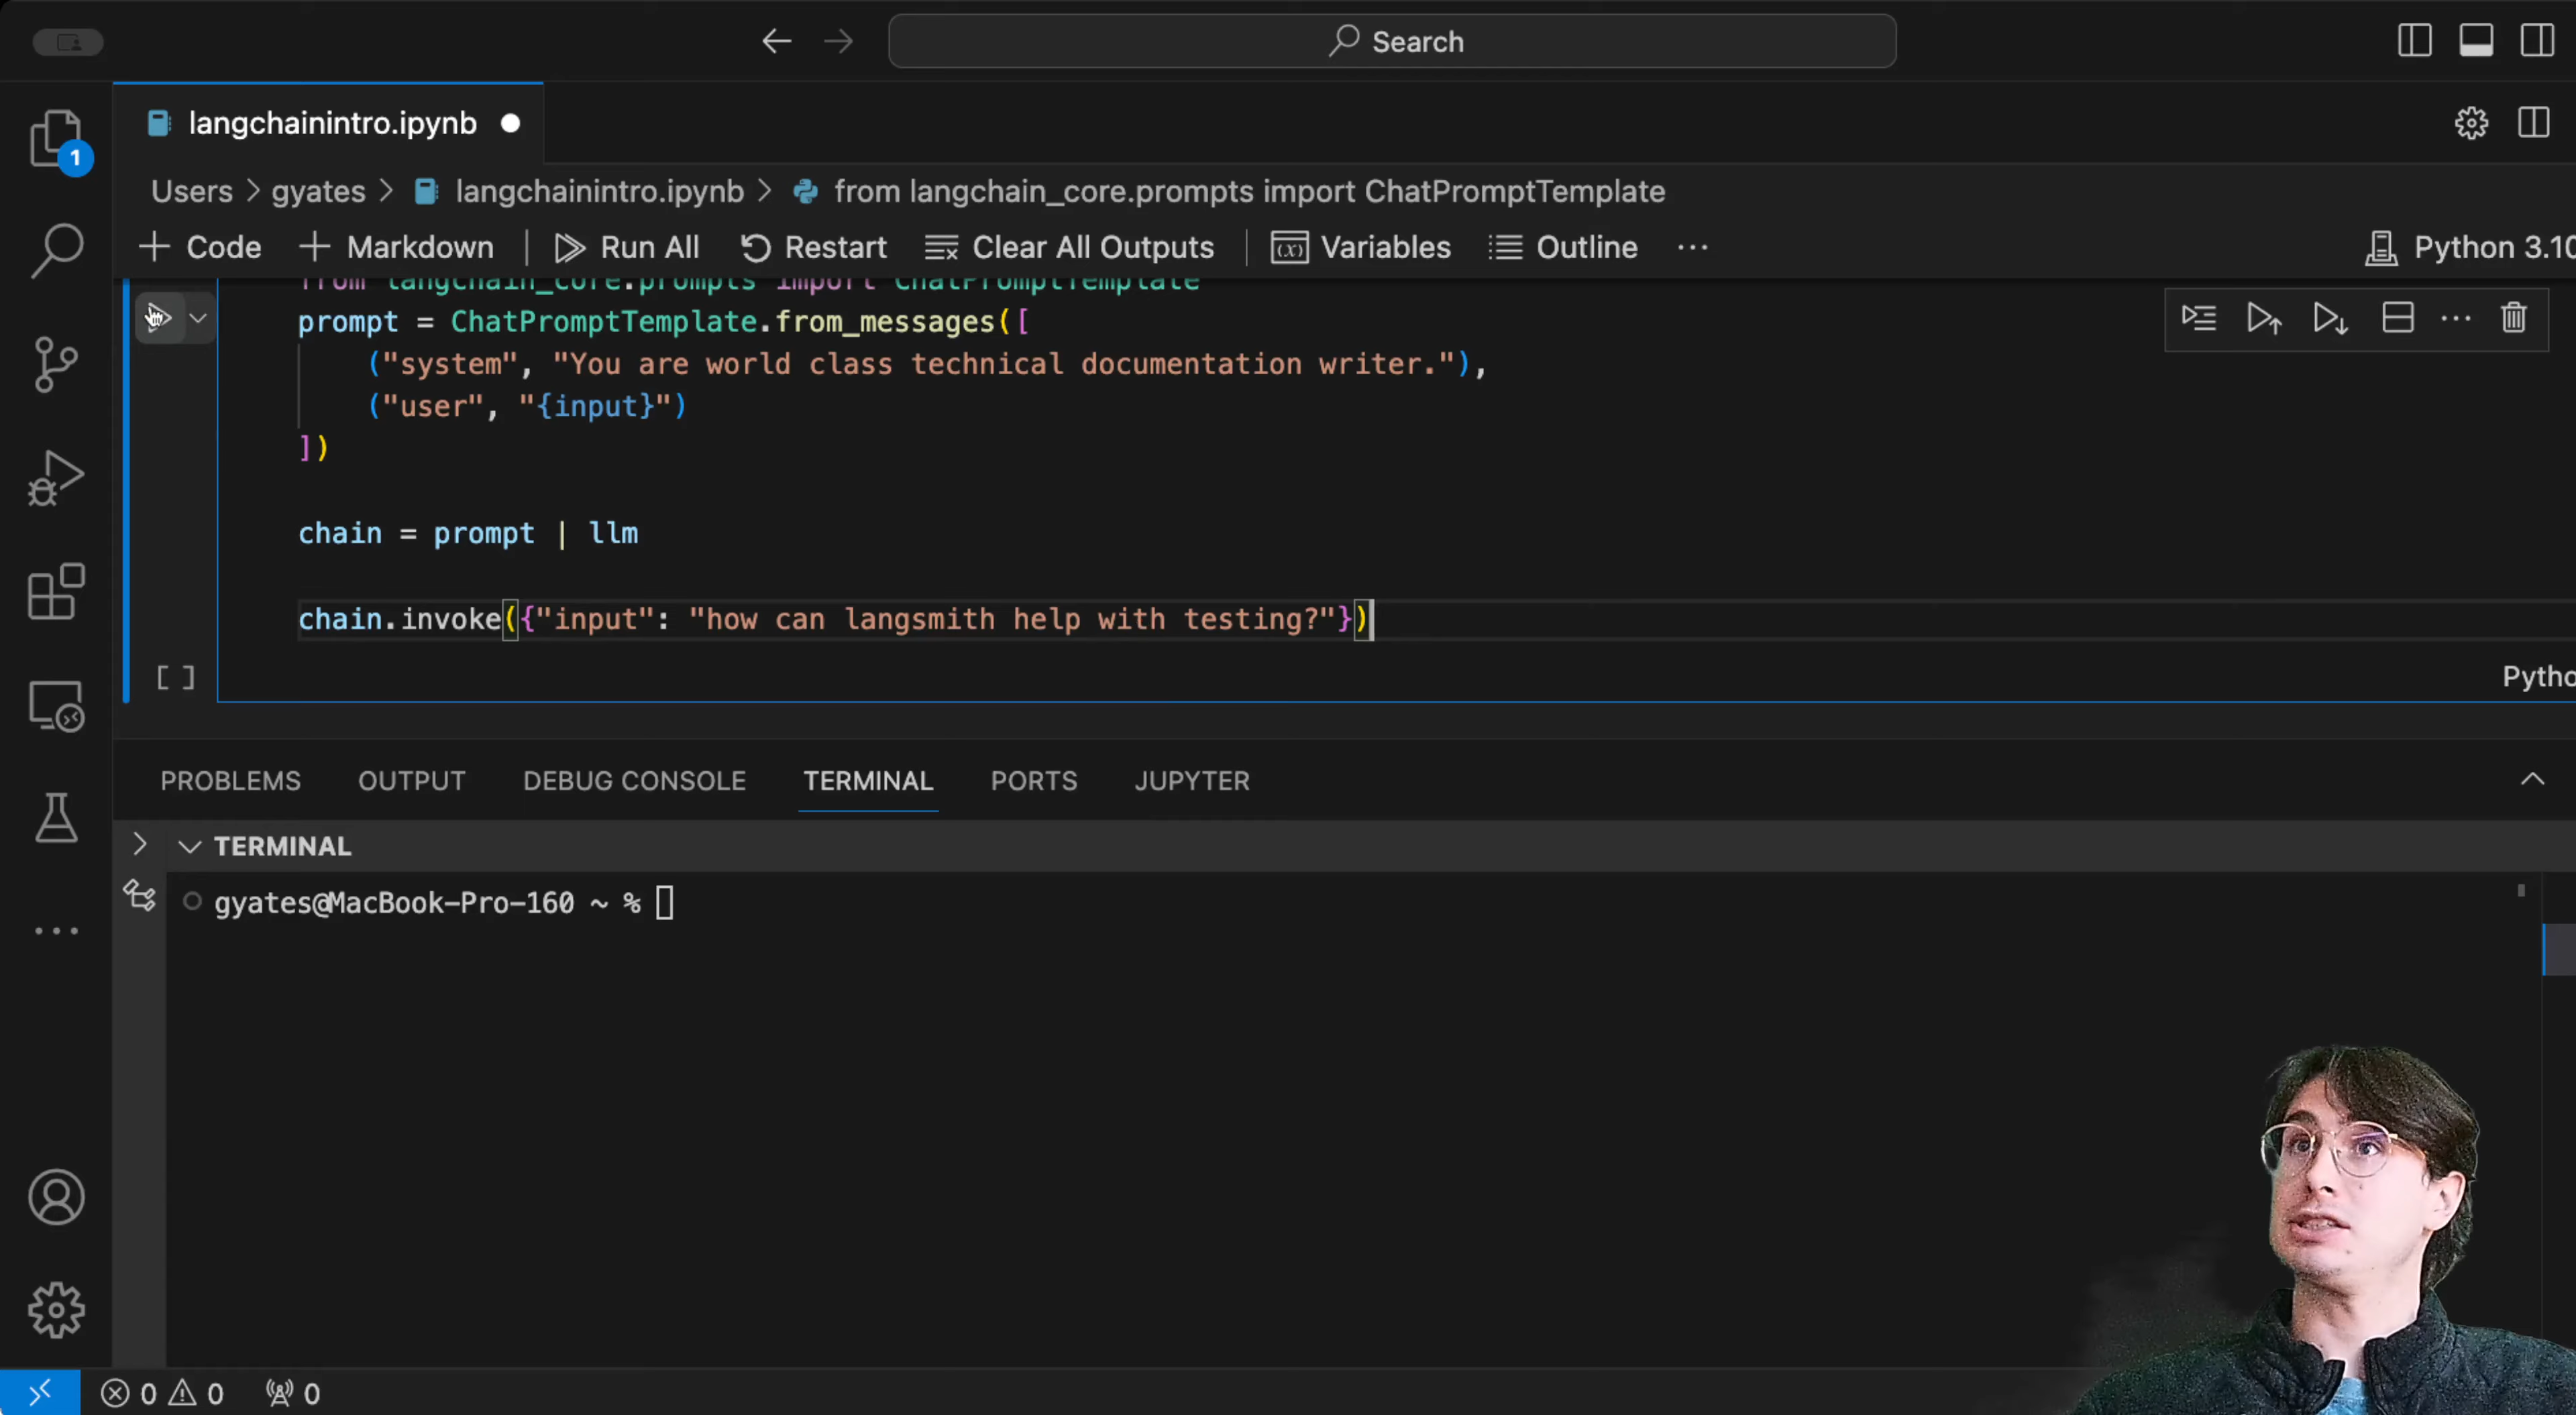 Search
langchainintro.ipynb
1
Users > gyates > langchainintro.ipynb > from langchain_core.prompts import ChatPromptTemplate
+ Code + Markdown | Run All Restart Clear All Outputs | Variables Outline ... Python 3.10
from langchain_core.prompts import ChatPromptTemplate
prompt = ChatPromptTemplate.from_messages([
("system", "You are world class technical documentation writer."),
("user", "{input}")
])
chain = prompt | llm
chain.invoke({"input": "how can langsmith help with testing?"})
[ ]
Pytho
PROBLEMS OUTPUT DEBUG CONSOLE TERMINAL PORTS JUPYTER
TERMINAL
gyates@MacBook-Pro-160 ~ %
0 0 0